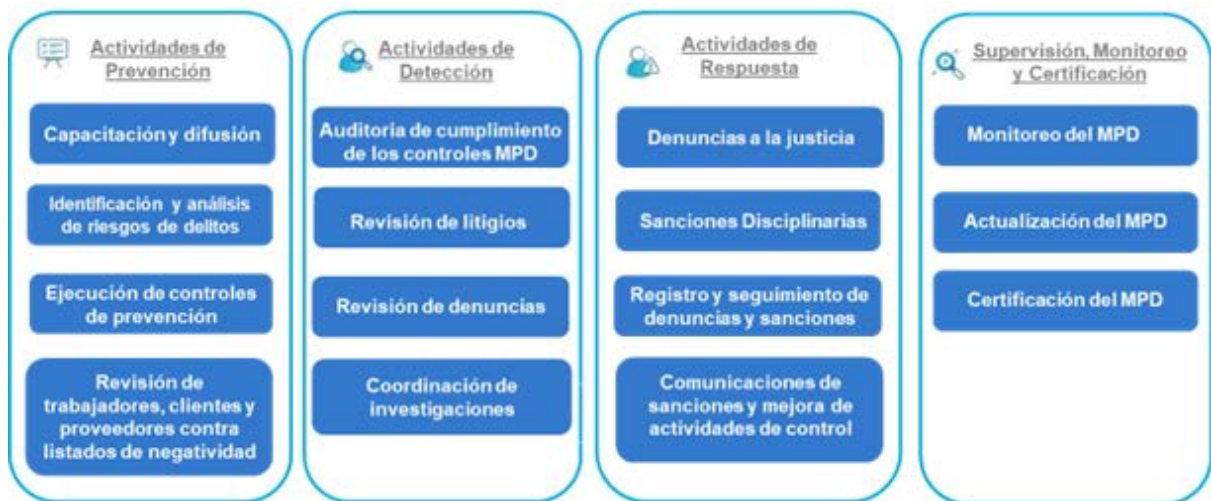 Actividades de
Prevención
Capacitación y difusión
Identificación y análisis
de riesgos de delitos
Ejecución de controles
de prevención
Revisión de
trabajadores, clientes y
proveedores contra
listados de negatividad
Actividades de
Detección
Auditoria de cumplimiento
de los controles MPD
Revisión de litigios
Revisión de denuncias
Coordinación de
investigaciones
Actividades de
Respuesta
Denuncias a la justicia
Sanciones Disciplinarias
Registro y seguimiento de
denuncias y sanciones
Comunicaciones de
sanciones y mejora de
actividades de control
Supervisión, Monitoreo
y Certificación
Monitoreo del MPD
Actualización del MPD
Certificación del MPD